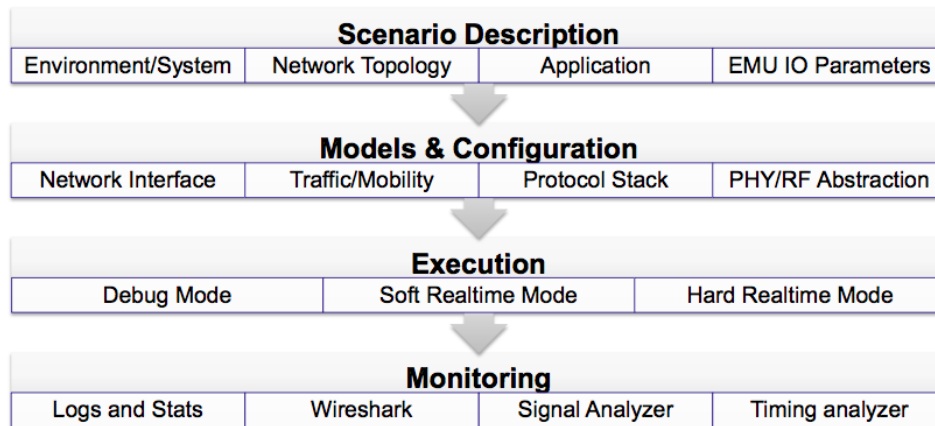 Scenario Description
Environment/System Network Topology Application EMU IO Parameters
Models & Configuration
Network Interface Traffic/Mobility Protocol Stack PHY/RF Abstraction
Execution
Debug Mode Soft Realtime Mode Hard Realtime Mode
Monitoring
Logs and Stats Wireshark Signal Analyzer Timing analyzer